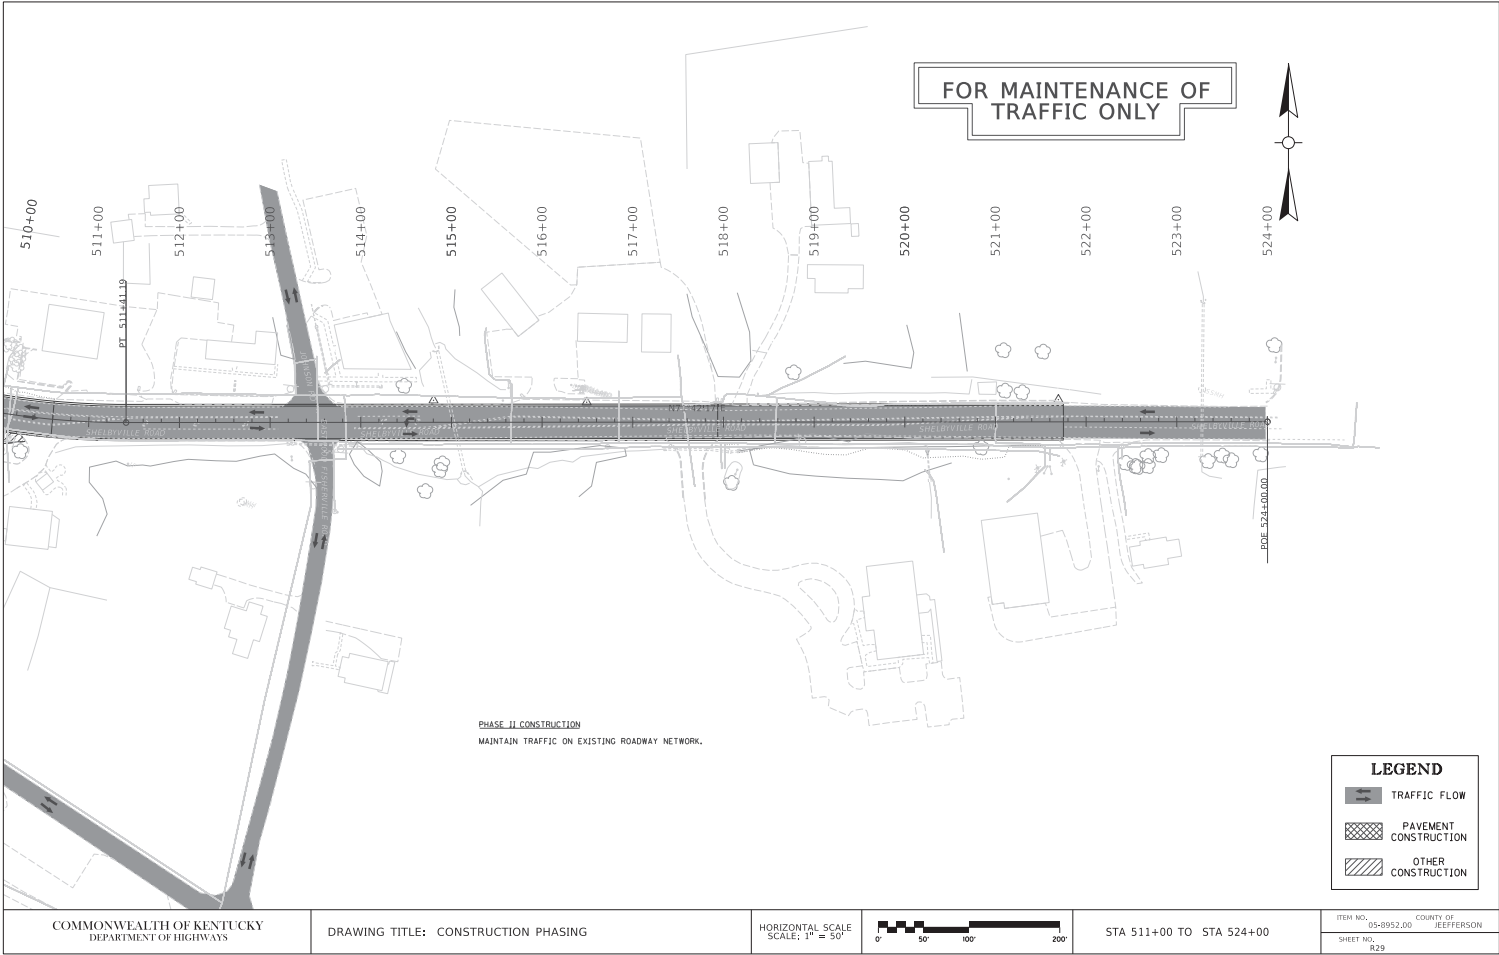 FOR MAINTENANCE OF
TRAFFIC ONLY
510+00
511+00
512+00
513+00
514+00
515+00
516+00
517+00
518+00
519+00
520+00
521+00
522+00
523+00
524+00
PT 511+41.19
SHELBYVILLE ROAD
SHELBYVILLE ROAD
SHELBYVILLE ROAD
POE 524+00.00
PHASE II CONSTRUCTION
MAINTAIN TRAFFIC ON EXISTING ROADWAY NETWORK.
LEGEND
TRAFFIC FLOW
PAVEMENT
CONSTRUCTION
OTHER
CONSTRUCTION
COMMONWEALTH OF KENTUCKY
DEPARTMENT OF HIGHWAYS
DRAWING TITLE: CONSTRUCTION PHASING
HORIZONTAL SCALE
SCALE: 1" = 50'
0' 50' 100' 200'
STA 511+00 TO STA 524+00
ITEM NO. COUNTY OF
05-8952.00 JEEFFERSON
SHEET NO.
R29